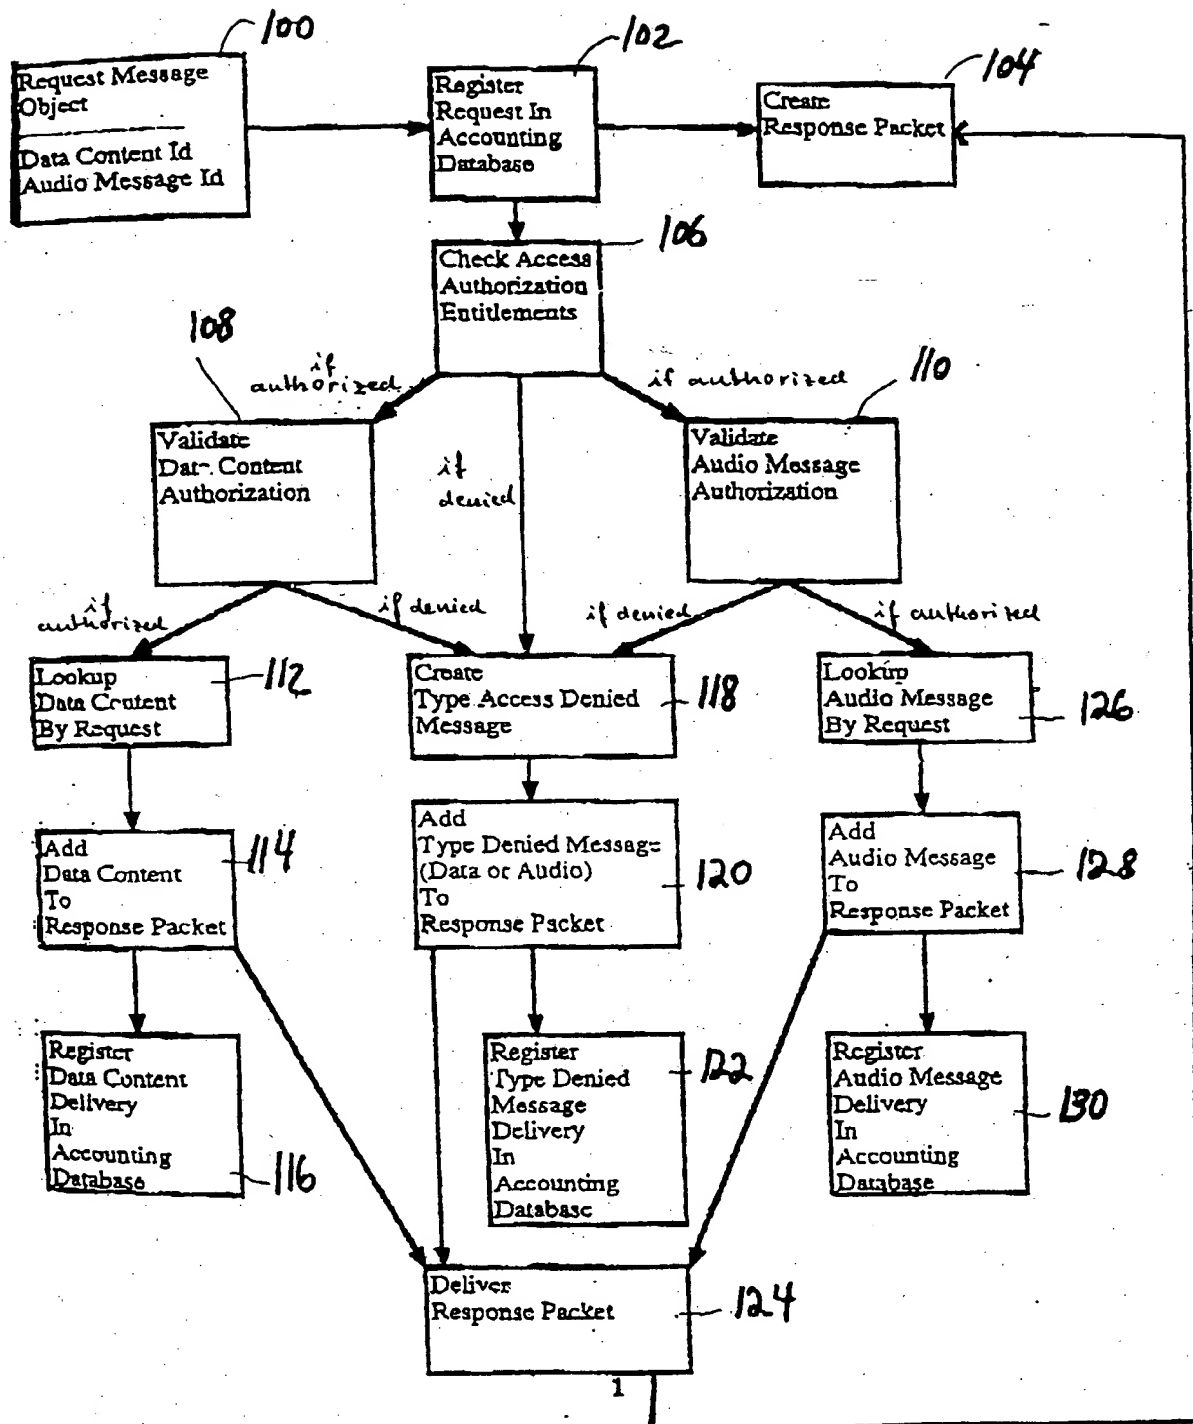 100
102
104
Request Message
Object
Data Content Id
Audio Message Id
Register
Request In
Accounting
Database
Create
Response Packet
106
Check Access
Authorization
Entitlements
108
if
authorized
if authorized
110
Validate
Data Content
Authorization
if
denied
Validate
Audio Message
Authorization
if
authorized
if denied
if denied
if authorized
Lookup
Data Content
By Request
112
Create
Type Access Denied
Message
118
Lookup
Audio Message
By Request
126
Add
Data Content
To
Response Packet
114
Add
Type Denied Message
(Data or Audio)
To
Response Packet
120
Add
Audio Message
To
Response Packet
128
Register
Data Content
Delivery
In
Accounting
Database
116
Register
Type Denied
Message
Delivery
In
Accounting
Database
122
Register
Audio Message
Delivery
In
Accounting
Database
130
Deliver
Response Packet
124
1